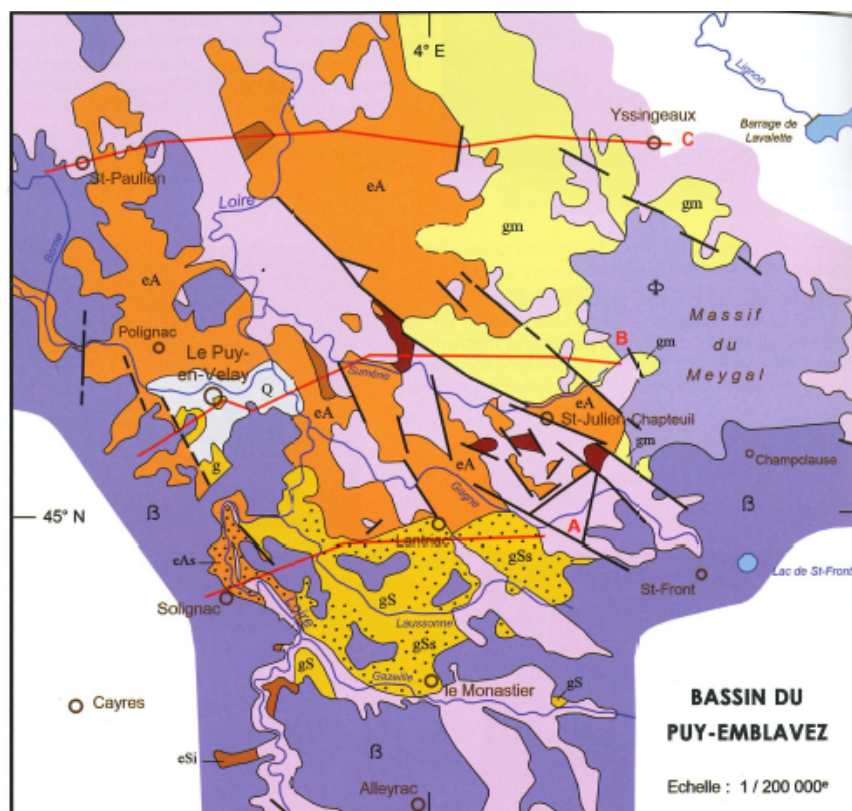 4° E
Lignon
Yssingeaux
Barrage de
Lavalette
C
St-Paulien
eA
Loire
gm
gm
Borne
eA
Φ
Massif
du
Meygal
Polignac
B
gm
Le Puy-
en-Velay
Sumène
Q
eA
eA
St-Julien-Chapteuil
gm
Champclause
g
eA
ß
ß
Gagne
45° N
A
Lantriac
gSs
eAs
Lac de St-Front
St-Front
gS
Solignac
Loire
Laussonne
gSs
gS
Gazeille
le Monastier
gS
Cayres
BASSIN DU
PUY-EMBLAVEZ
ß
eSi
Echelle : 1 / 200 000ᵉ
Alleyrac